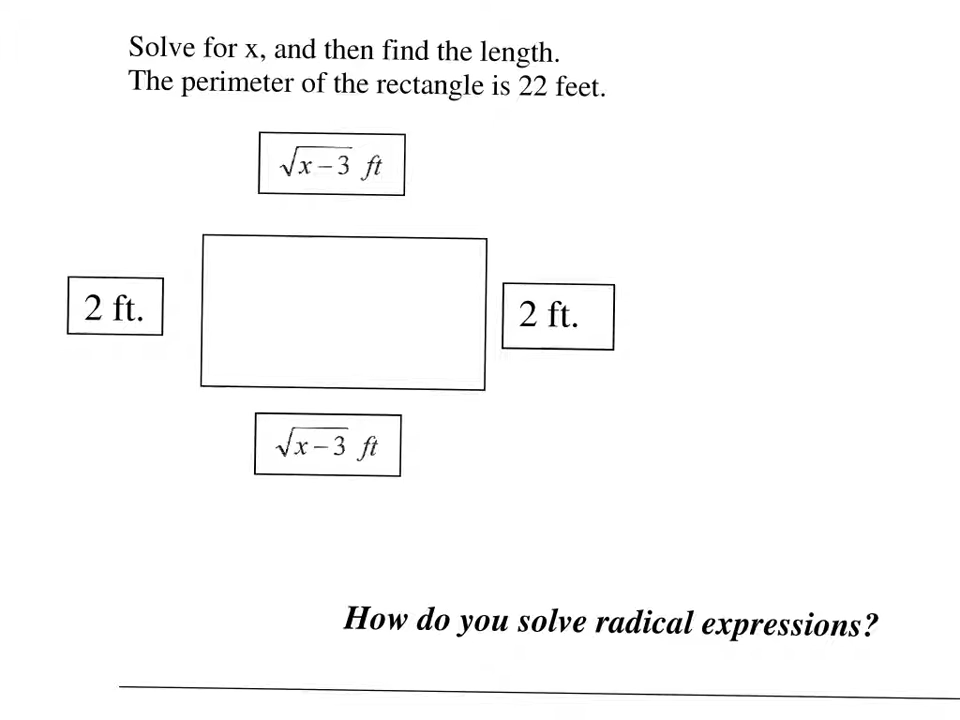 Solve for x, and then find the length.
The perimeter of the rectangle is 22 feet.
√x−3 ft
2 ft.
2 ft.
√x−3 ft
How do you solve radical expressions?